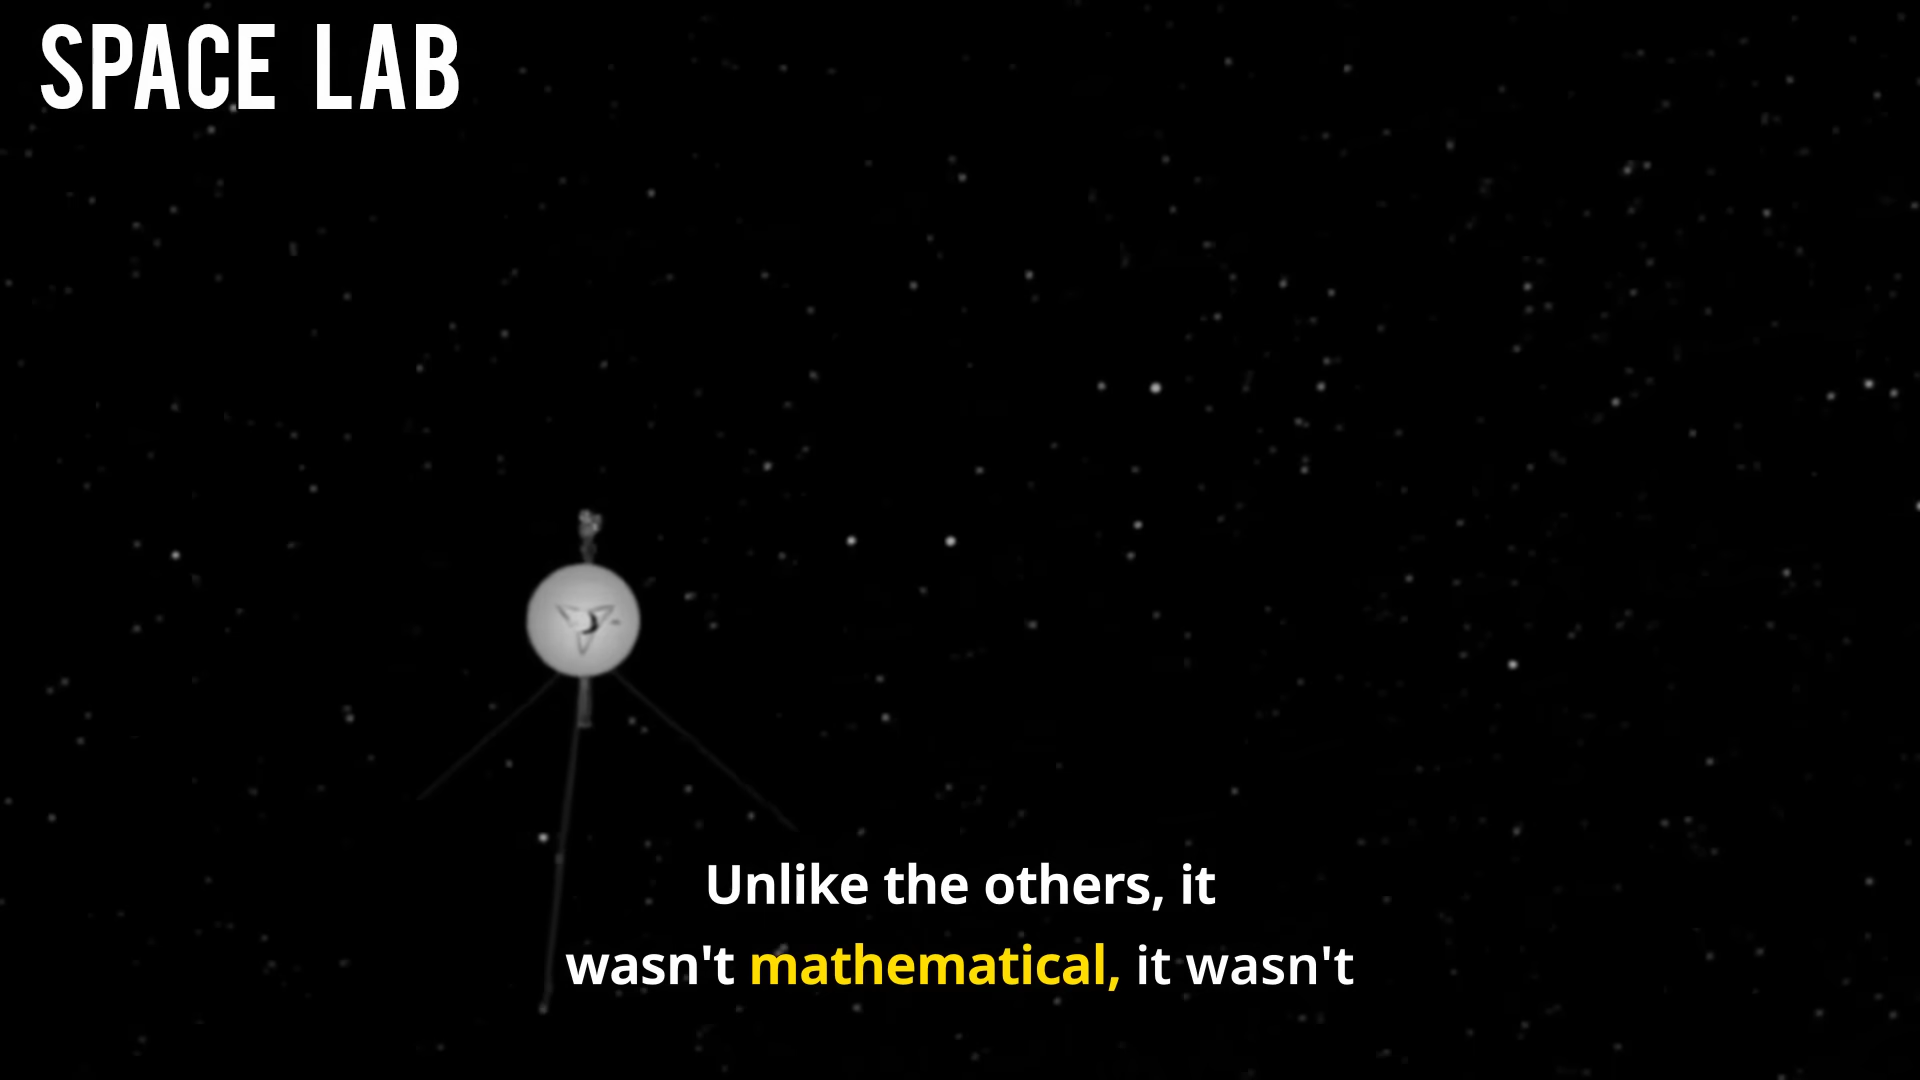 SPACE LAB
Unlike the others, it
wasn't mathematical, it wasn't